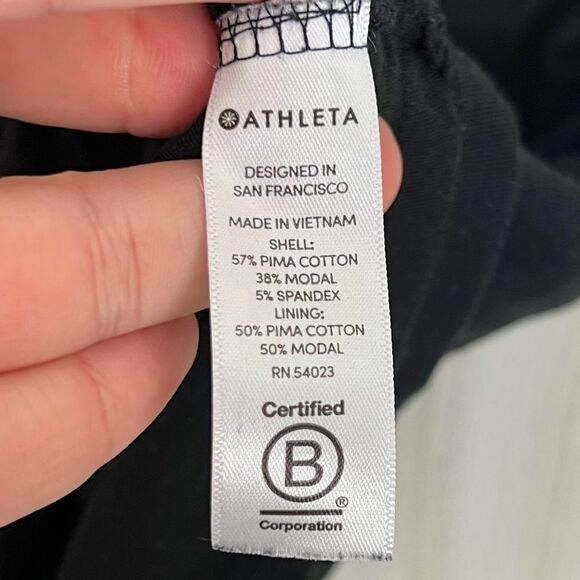 ATHLETA
DESIGNED IN
SAN FRANCISCO
MADE IN VIETNAM
SHELL:
57% PIMA COTTON
38% MODAL
5% SPANDEX
LINING:
50% PIMA COTTON
50% MODAL
RN 54023
Certified
B
®
Corporation